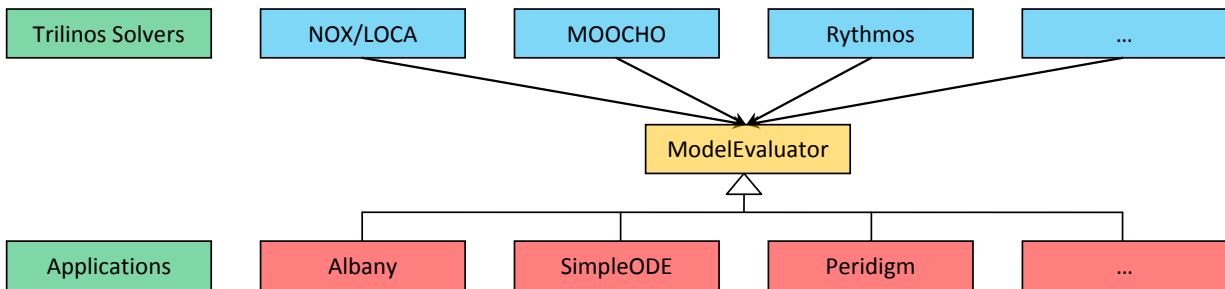 Trilinos Solvers
NOX/LOCA
MOOCHO
Rythmos
...
ModelEvaluator
Applications
Albany
SimpleODE
Peridigm
...